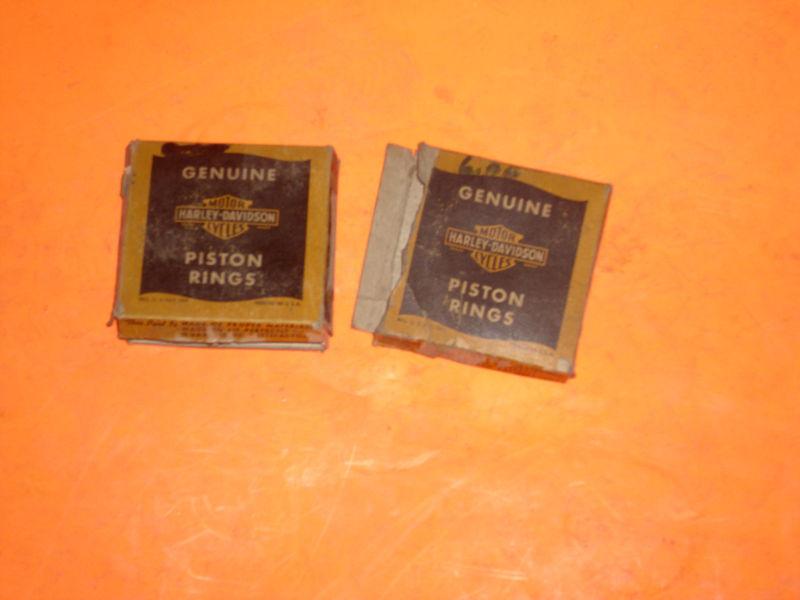 GENUINE
MOTOR
HARLEY-DAVIDSON
CYCLES
PISTON
RINGS
GENUINE
MOTOR
HARLEY-DAVIDSON
CYCLES
PISTON
RINGS